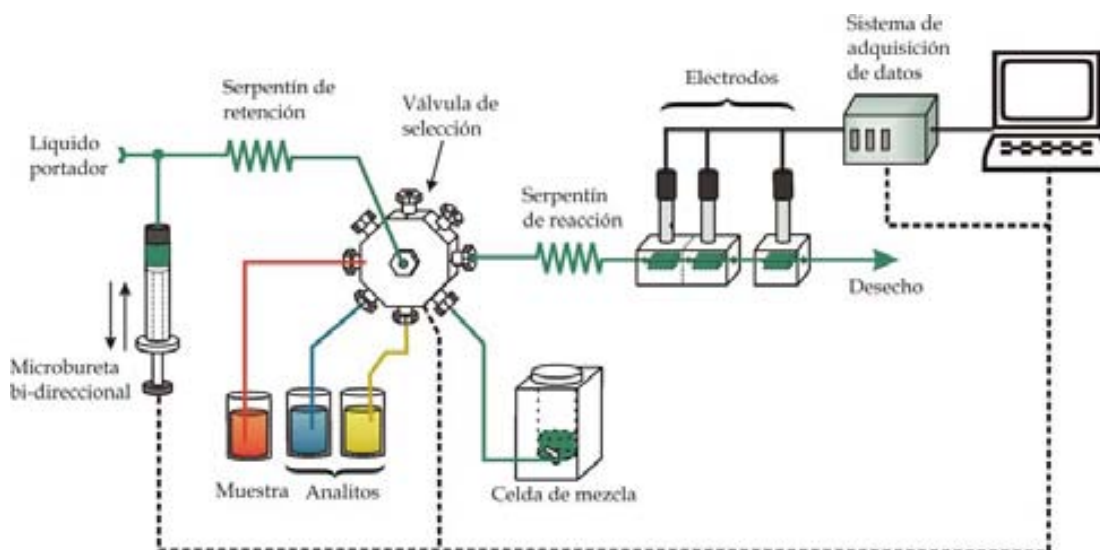 Sistema de
adquisición
de datos
Electrodos
Serpentín de
retención
Válvula de
selección
Líquido
portador
Serpentín
de reacción
Desecho
Microbureta
bi-direccional
Muestra
Analitos
Celda de mezcla